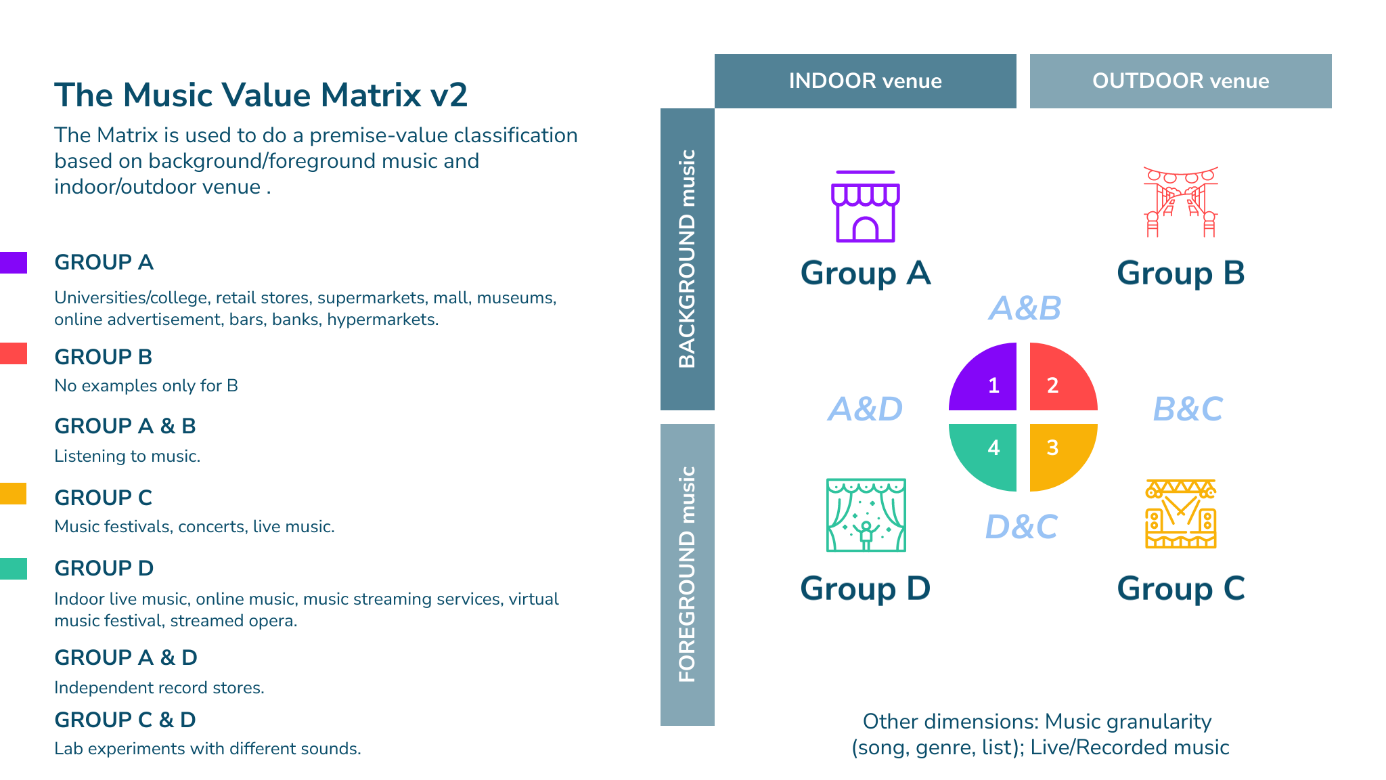 The Music Value Matrix v2
The Matrix is used to do a premise-value classification
based on background/foreground music and
indoor/outdoor venue .
GROUP A
Universities/college, retail stores, supermarkets, mall, museums,
online advertisement, bars, banks, hypermarkets.
GROUP B
No examples only for B
GROUP A & B
Listening to music.
GROUP C
Music festivals, concerts, live music.
GROUP D
Indoor live music, online music, music streaming services, virtual
music festival, streamed opera.
GROUP A & D
Independent record stores.
GROUP C & D
Lab experiments with different sounds.
INDOOR venue
OUTDOOR venue
BACKGROUND music
FOREGROUND music
Group A
Group B
A&B
1
2
A&D
B&C
4
3
D&C
Group D
Group C
Other dimensions: Music granularity
(song, genre, list); Live/Recorded music